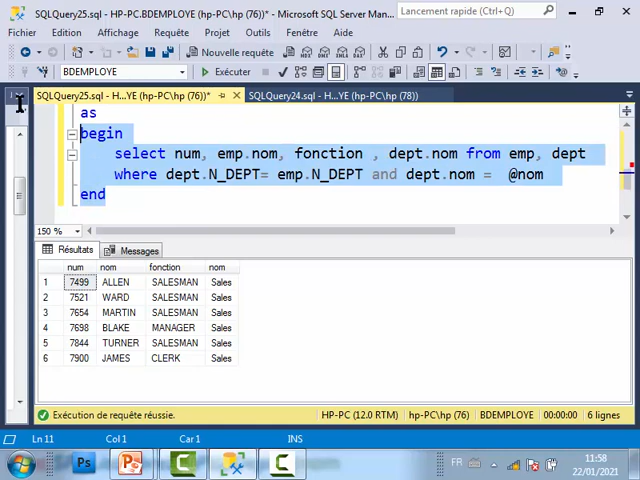 SQLQuery25.sql - HP-PC.BDEMPLOYE (hp-PC\hp (76))* - Microsoft SQL Server Man...
Lancement rapide (Ctrl+Q)
Fichier Edition Affichage Projet Outils Fenêtre Aide
Nouvelle requête
BDEMPLOYE
Exécuter
SQLQuery25.sql - H...YE (hp-PC\hp (76))*
SQLQuery24.sql - H...YE (hp-PC\hp (78))
as
begin
select num, emp.nom, fonction , dept.nom from emp, dept
where dept.N_DEPT= emp.N_DEPT and dept.nom = @nom
end
150 %
Résultats Messages
num nom fonction nom
1 7499 ALLEN SALESMAN Sales
2 7521 WARD SALESMAN Sales
3 7654 MARTIN SALESMAN Sales
4 7698 BLAKE MANAGER Sales
5 7844 TURNER SALESMAN Sales
6 7900 JAMES CLERK Sales
Exécution de requête réussie.
HP-PC (12.0 RTM) hp-PC\hp (76) BDEMPLOYE 00:00:00 6 lignes
Ln 11 Col 1 Car 1 INS
Ps
FR
11:58
22/01/2021